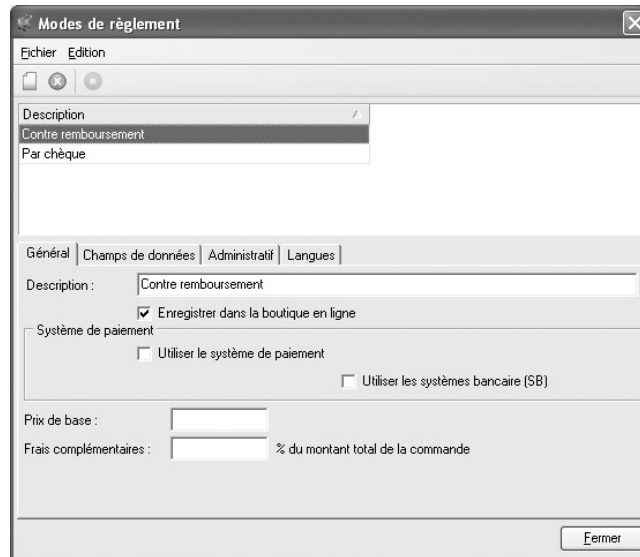 Modes de règlement
Fichier Edition
Description
Contre remboursement
Par chèque
Général Champs de données Administratif Langues
Description : Contre remboursement
Enregistrer dans la boutique en ligne
Système de paiement
Utiliser le système de paiement
Utiliser les systèmes bancaire (SB)
Prix de base :
Frais complémentaires : % du montant total de la commande
Fermer